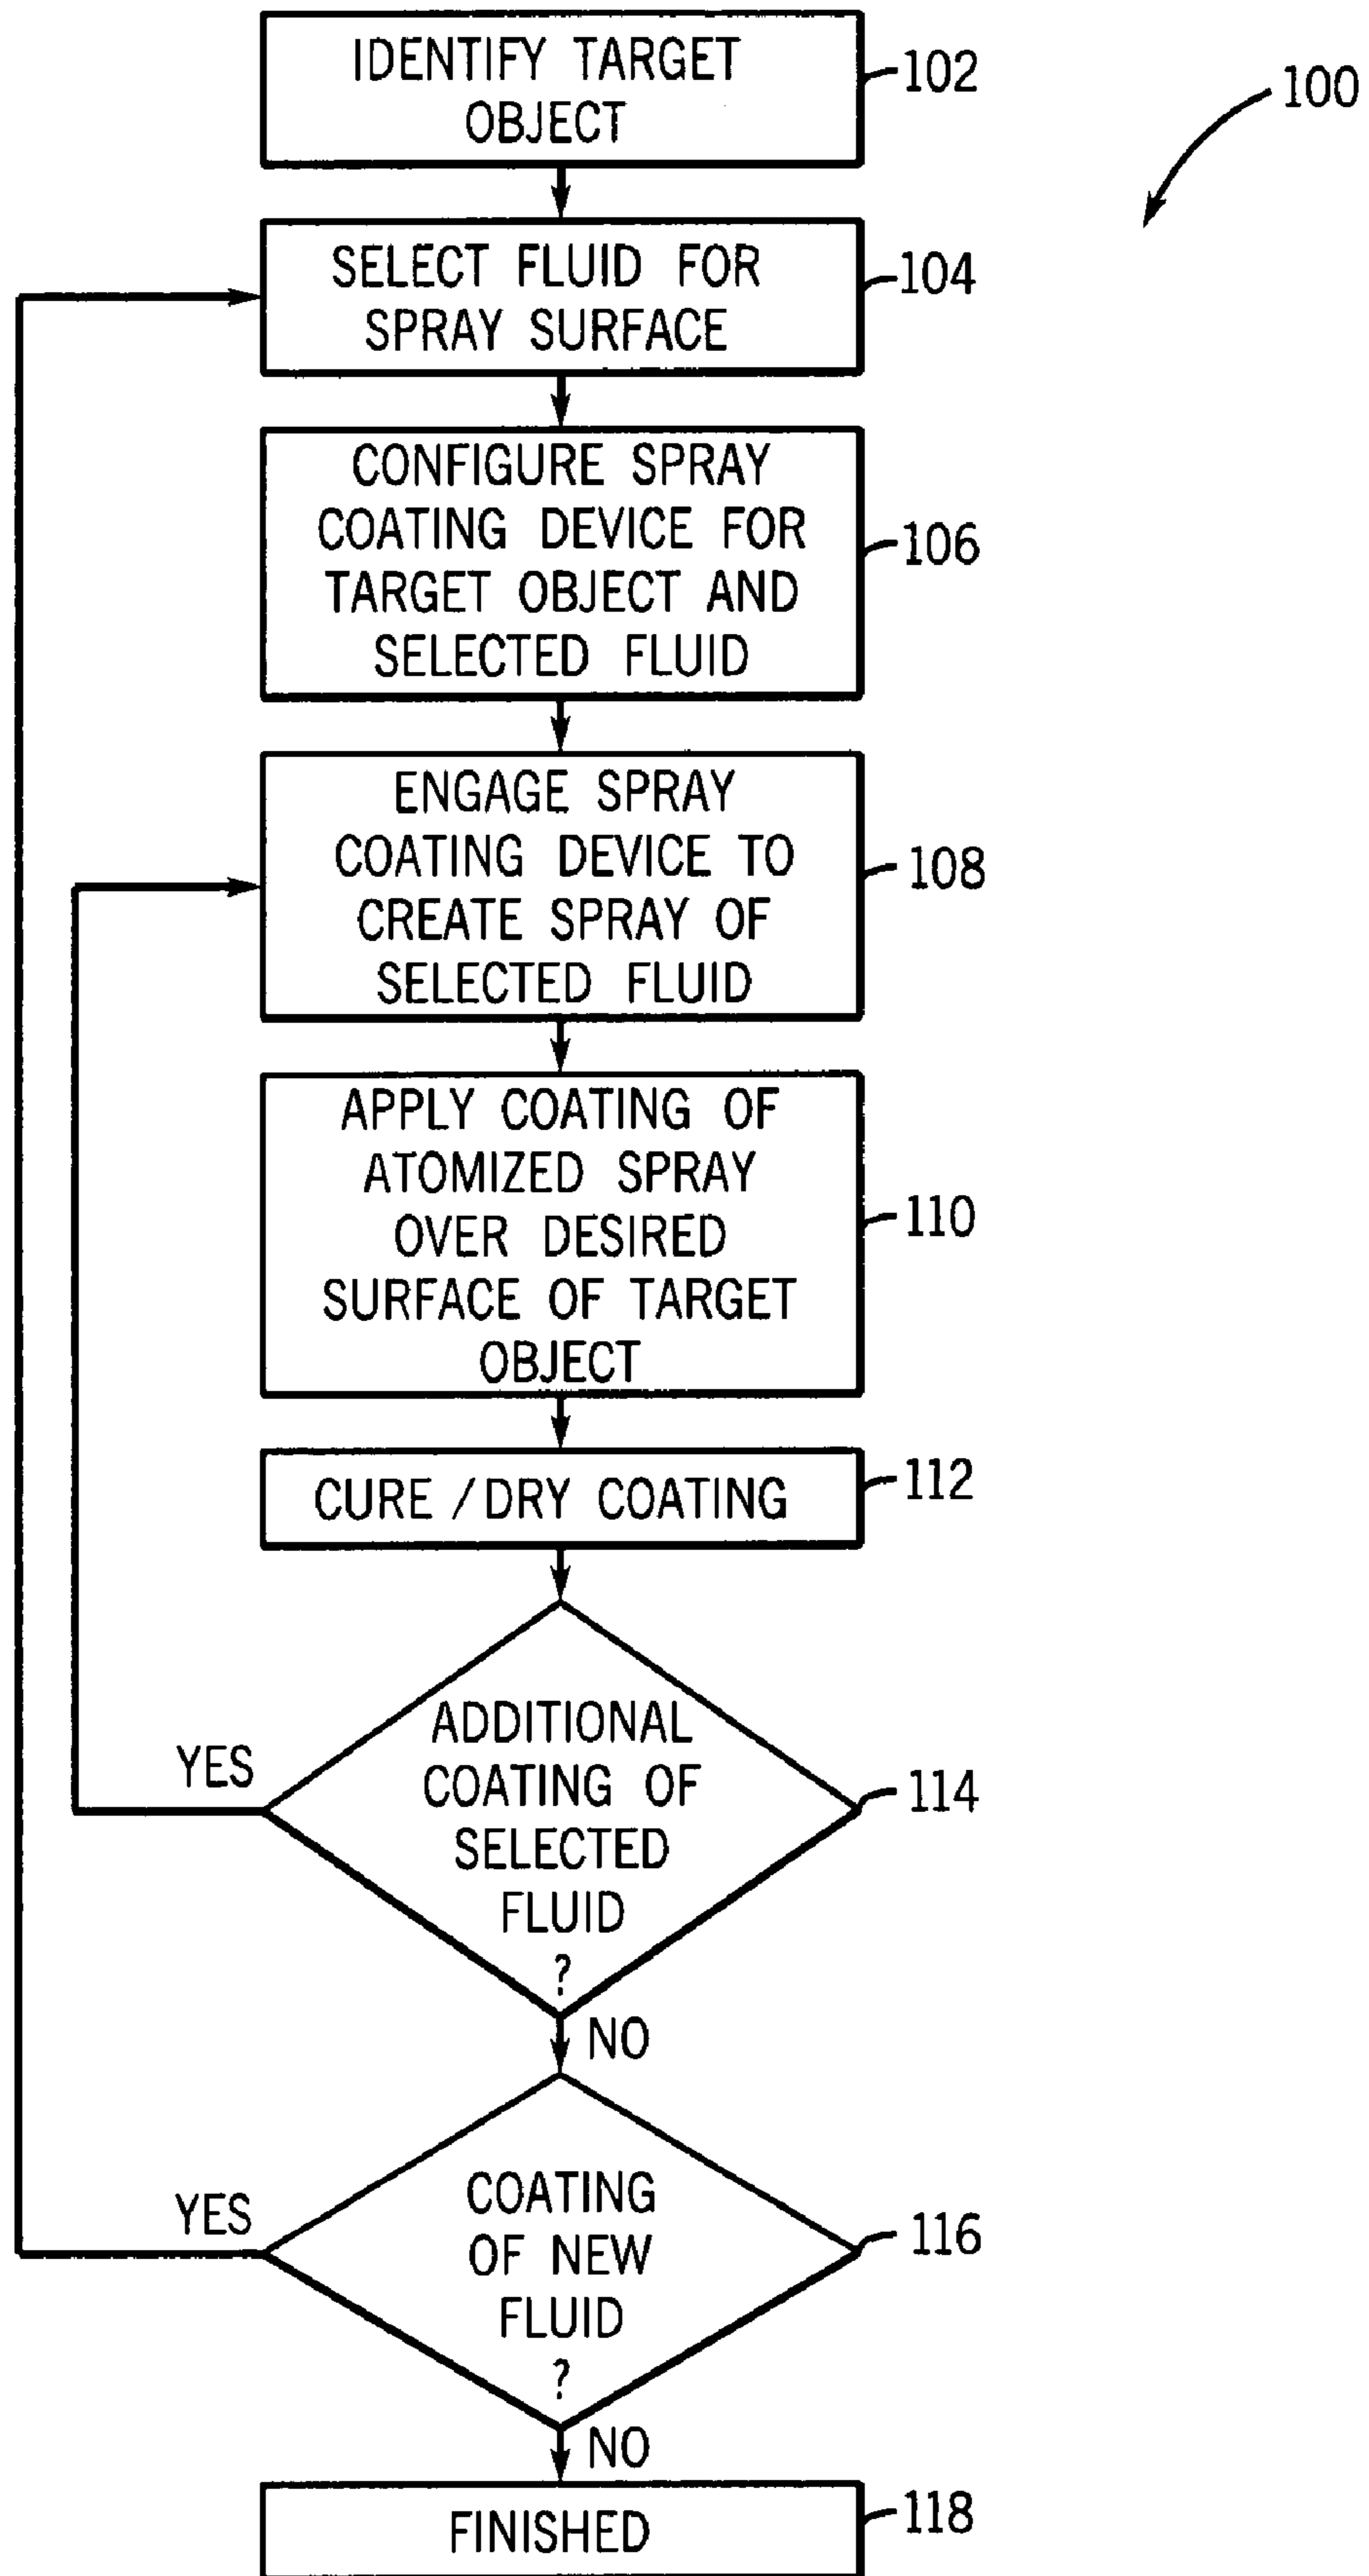 IDENTIFY TARGET
OBJECT
102
100
SELECT FLUID FOR
SPRAY SURFACE
104
CONFIGURE SPRAY
COATING DEVICE FOR
TARGET OBJECT AND
SELECTED FLUID
106
ENGAGE SPRAY
COATING DEVICE TO
CREATE SPRAY OF
SELECTED FLUID
108
APPLY COATING OF
ATOMIZED SPRAY
OVER DESIRED
SURFACE OF TARGET
OBJECT
110
CURE /DRY COATING
112
ADDITIONAL
COATING OF
SELECTED
FLUID
?
YES
114
NO
COATING
OF NEW
FLUID
?
YES
116
NO
FINISHED
118